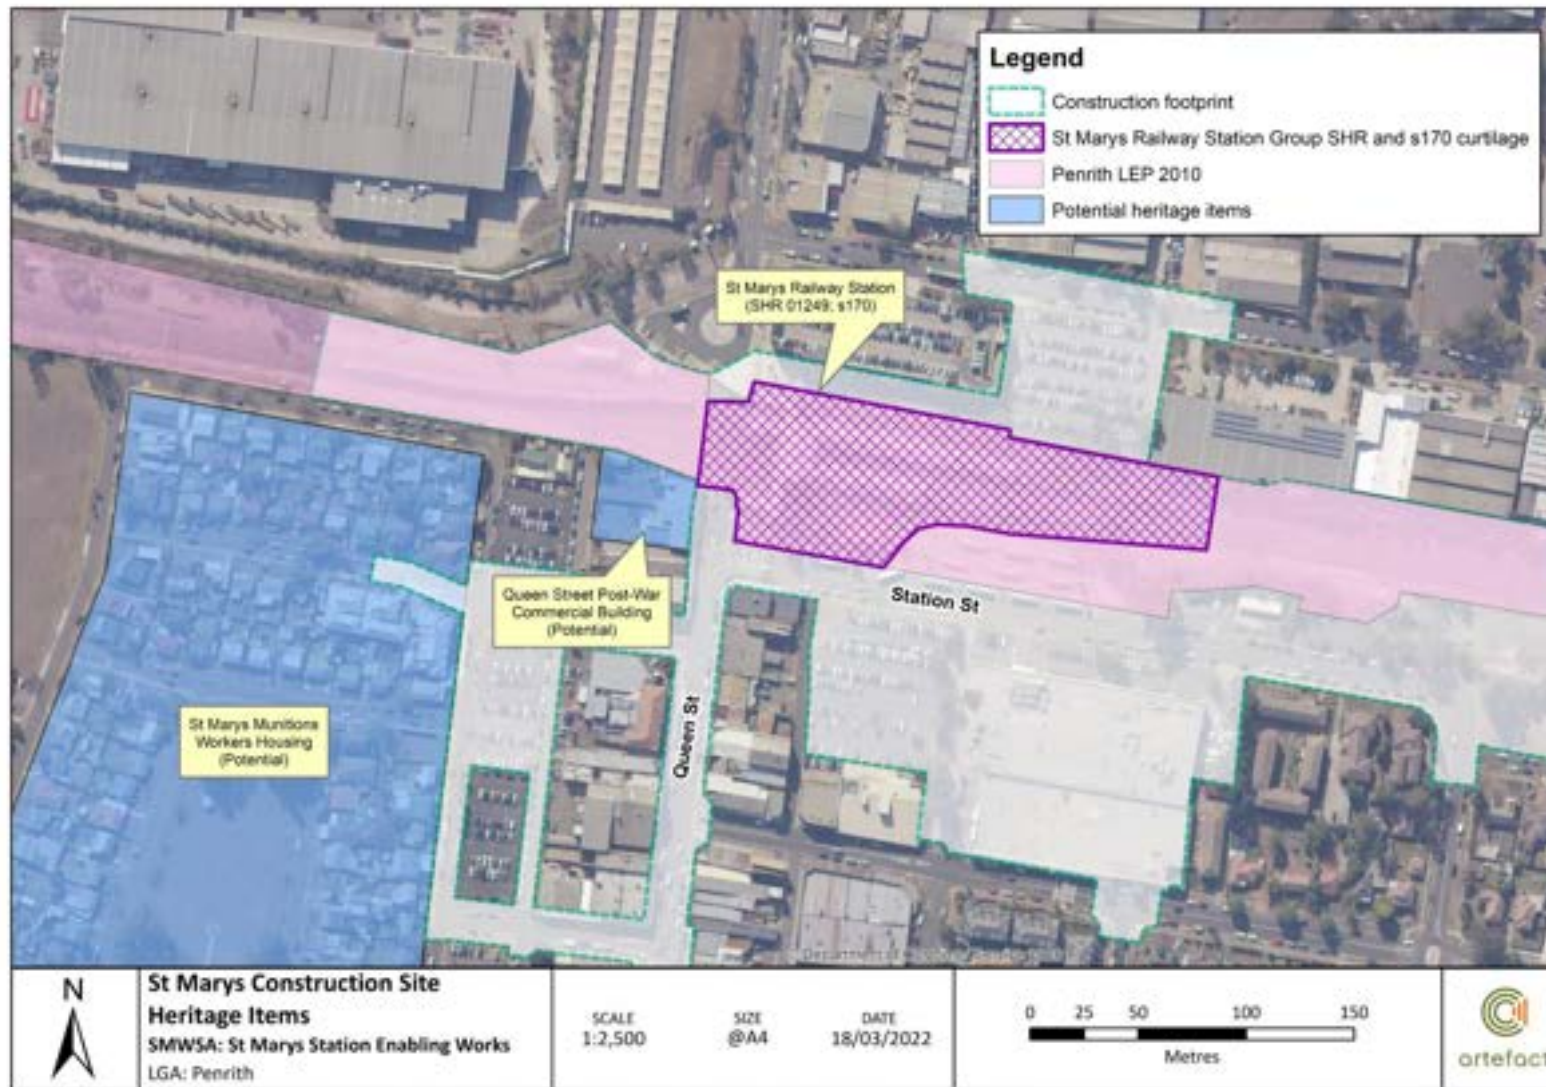 Legend
Construction footprint
St Marys Railway Station Group SHR and s170 curtilage
Penrith LEP 2010
Potential heritage items
St Marys Railway Station
(SHR 01249; s170)
Queen Street Post-War
Commercial Building
(Potential)
Station St
Queen St
St Marys Munitions
Workers Housing
(Potential)
N
St Marys Construction Site
Heritage Items
SMWSA: St Marys Station Enabling Works
LGA: Penrith
SCALE
1:2,500
SIZE
@A4
DATE
18/03/2022
0 25 50 100 150
Metres
artefact